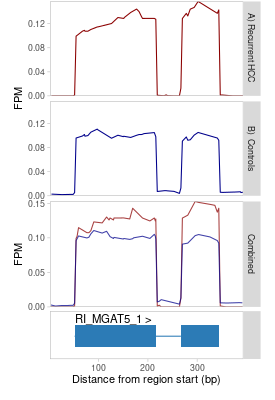 0.12
0.08
0.04
0.00
FPM
A) Recurrent HCC
0.12
0.08
0.04
0.00
FPM
B) Controls
0.15
0.10
0.05
0.00
FPM
Combined
RI_MGAT5_1 >
100 200 300
Distance from region start (bp)